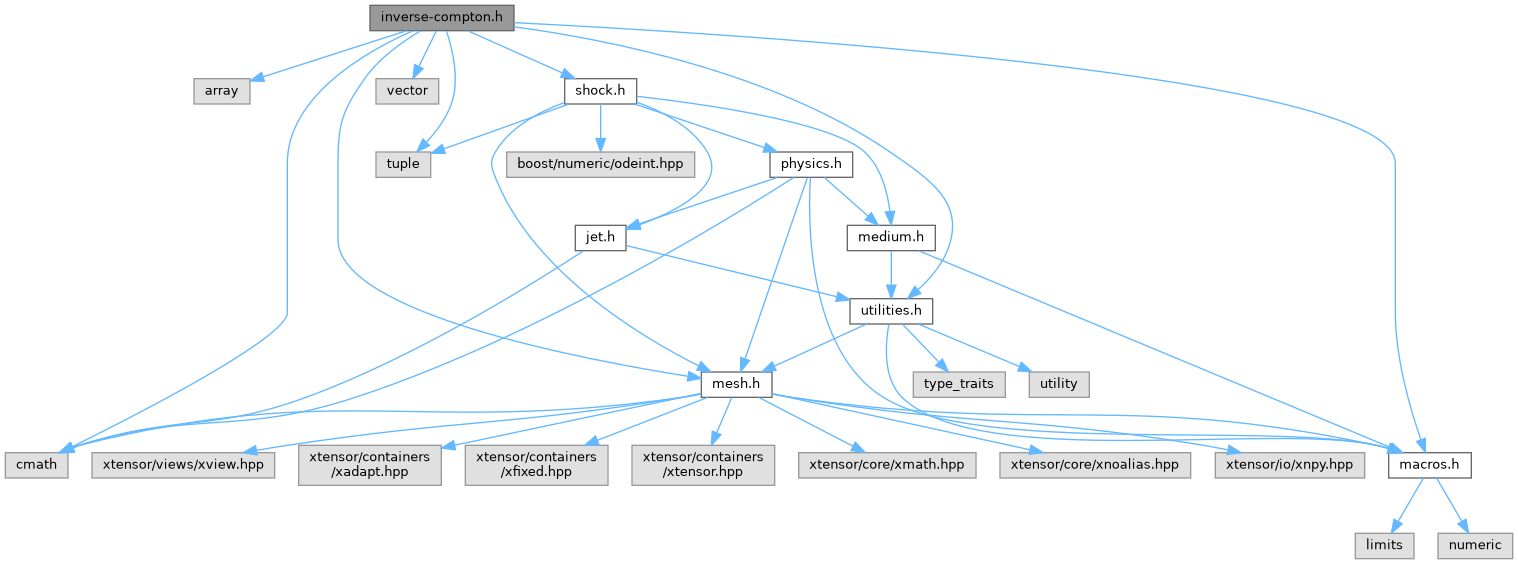 inverse-compton.h
array
vector
shock.h
tuple
boost/numeric/odeint.hpp
physics.h
jet.h
medium.h
utilities.h
mesh.h
type_traits
utility
cmath
xtensor/views/xview.hpp
xtensor/containers
/xadapt.hpp
xtensor/containers
/xfixed.hpp
xtensor/containers
/xtensor.hpp
xtensor/core/xmath.hpp
xtensor/core/xnoalias.hpp
xtensor/io/xnpy.hpp
macros.h
limits
numeric